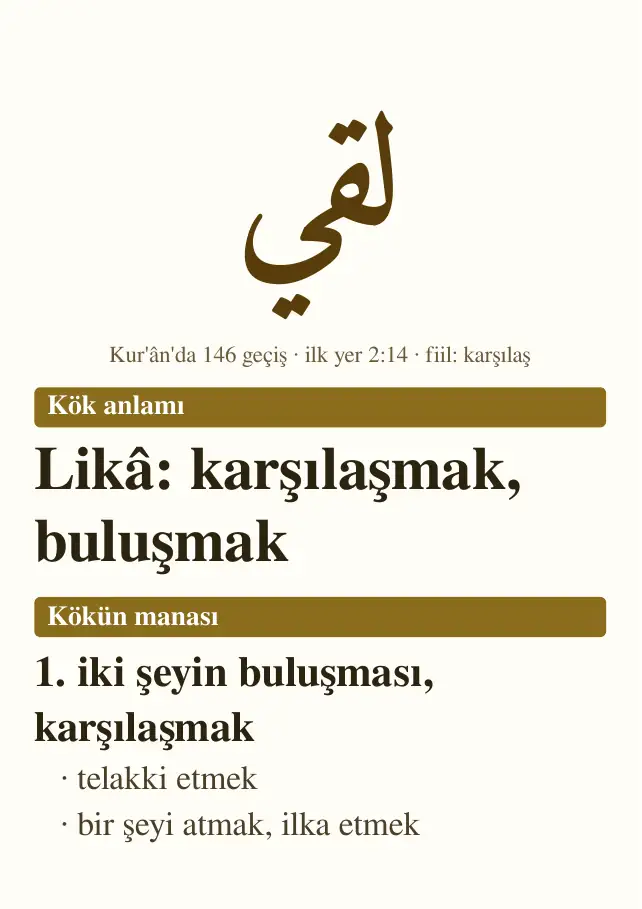 لقي
Kur'ân'da 146 geçiş · ilk yer 2:14 · fiil: karşılaş
Kök anlamı
Likâ: karşılaşmak,
buluşmak
Kökün manası
1. iki şeyin buluşması,
karşılaşmak
· telakki etmek
· bir şeyi atmak, ilka etmek